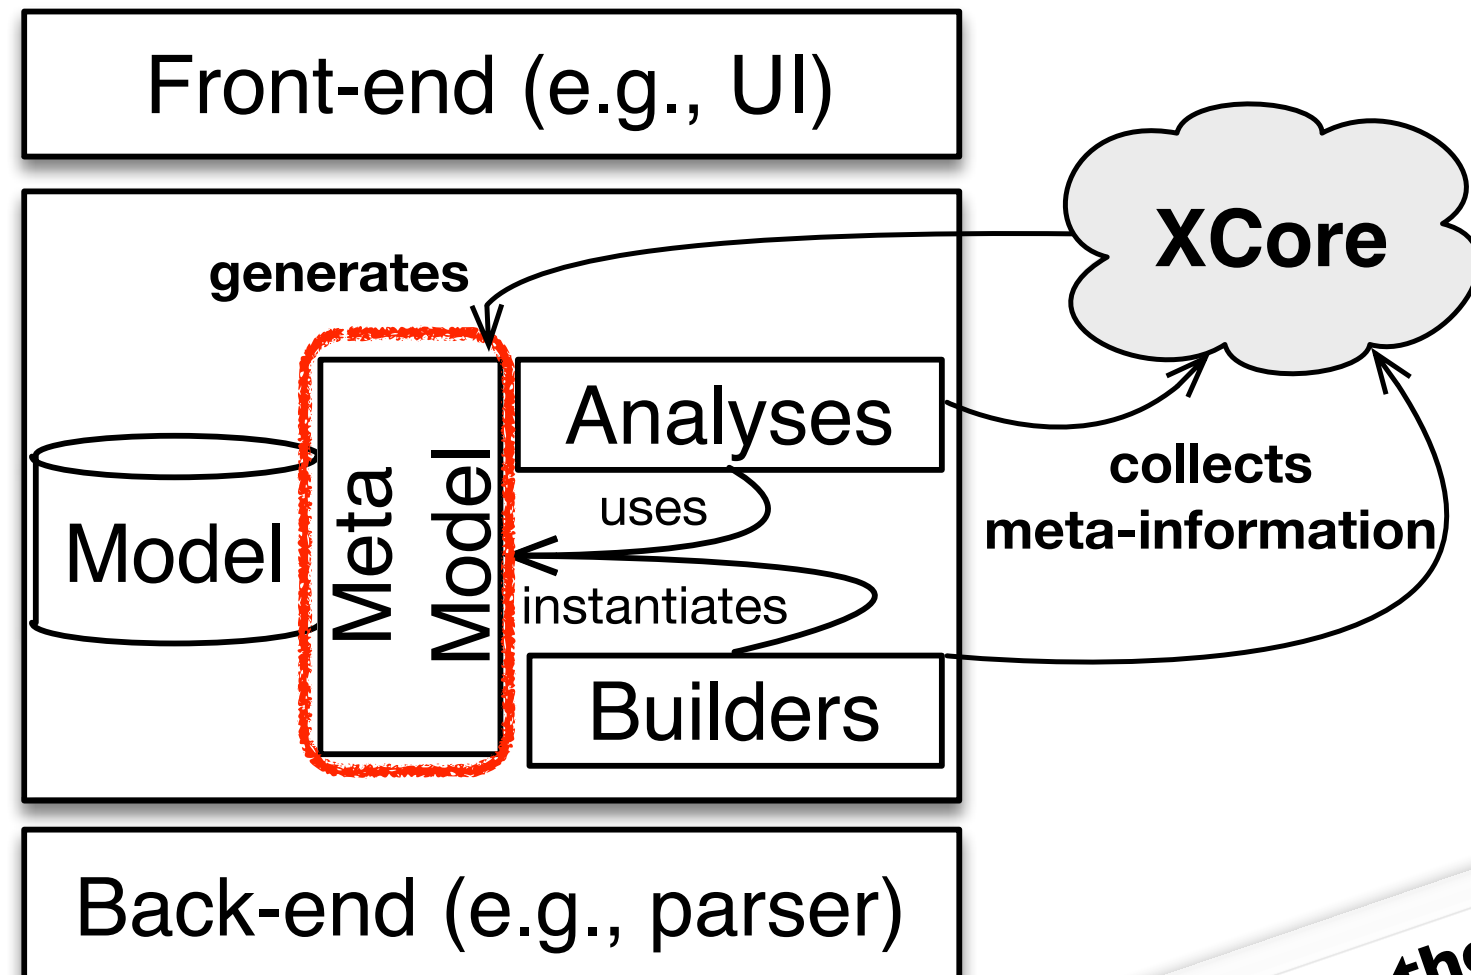 Front-end (e.g., UI)
XCore
generates
Analyses
collects
meta-information
uses
Model
Meta
Model
instantiates
Builders
Back-end (e.g., parser)